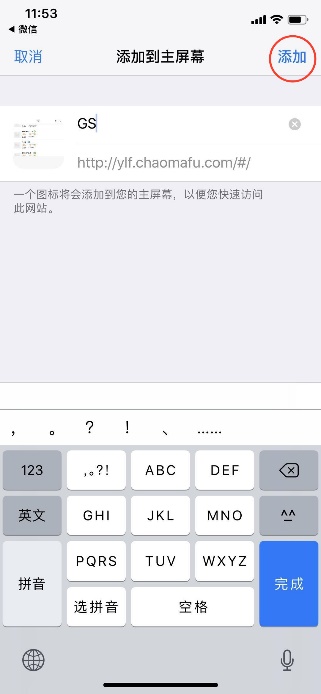 11:53
◀ 微信
取消 添加到主屏幕 添加
GS
http://ylf.chaomafu.com/#/
一个图标将会添加到您的主屏幕，以便您快速访问
此网站。
， 。 ？ ！ 、 ……
123 ,。?! ABC DEF
英文 GHI JKL MNO ^^
拼音 PQRS TUV WXYZ 完成
选拼音 空格